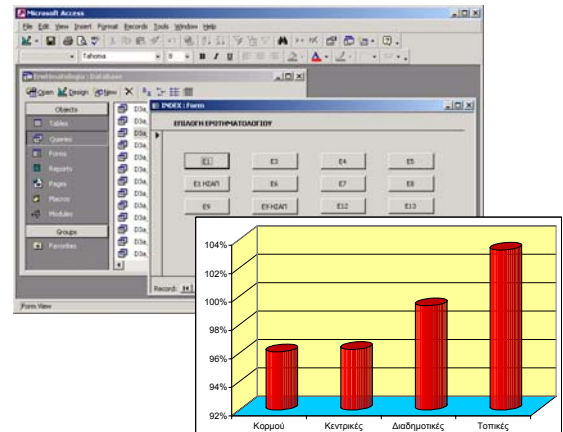 Microsoft Access
File Edit View Insert Format Records Tools Window Help
Tahoma 8 B I U
: Database
Open Design New
Objects
Tables
Queries
Forms
Reports
Pages
Macros
Modules
Groups
Favorites
INDEX : Form
ΕΠΙΛΟΓΗ ΕΡΩΤΗΜΑΤΟΛΟΓΙΟΥ
E1 E3 E4 E5
E1 ΗΣΑΠ E6 E7 E8
E9 E9 ΗΣΑΠ E12 E13
Record:
Form View
104%
102%
100%
98%
96%
94%
92%
Κορμού Κεντρικές Διαδημοτικές Τοπικές